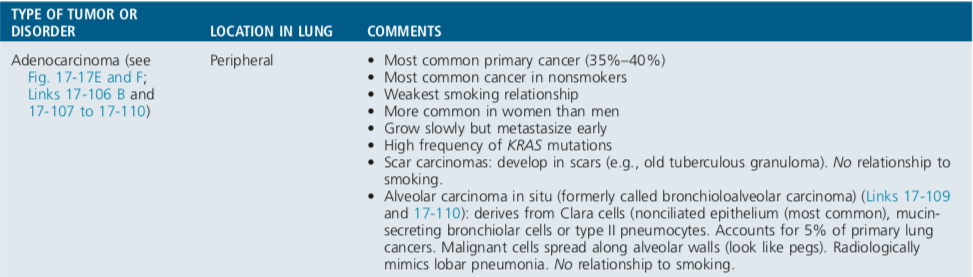 TYPE OF TUMOR OR
DISORDER
LOCATION IN LUNG
COMMENTS
Adenocarcinoma (see
Fig. 17-17E and F;
Links 17-106 B and
17-107 to 17-110)
Peripheral
• Most common primary cancer (35%–40%)
• Most common cancer in nonsmokers
• Weakest smoking relationship
• More common in women than men
• Grow slowly but metastasize early
• High frequency of KRAS mutations
• Scar carcinomas: develop in scars (e.g., old tuberculous granuloma). No relationship to
smoking.
• Alveolar carcinoma in situ (formerly called bronchioloalveolar carcinoma) (Links 17-109
and 17-110): derives from Clara cells (nonciliated epithelium (most common), mucin-
secreting bronchiolar cells or type II pneumocytes. Accounts for 5% of primary lung
cancers. Malignant cells spread along alveolar walls (look like pegs). Radiologically
mimics lobar pneumonia. No relationship to smoking.